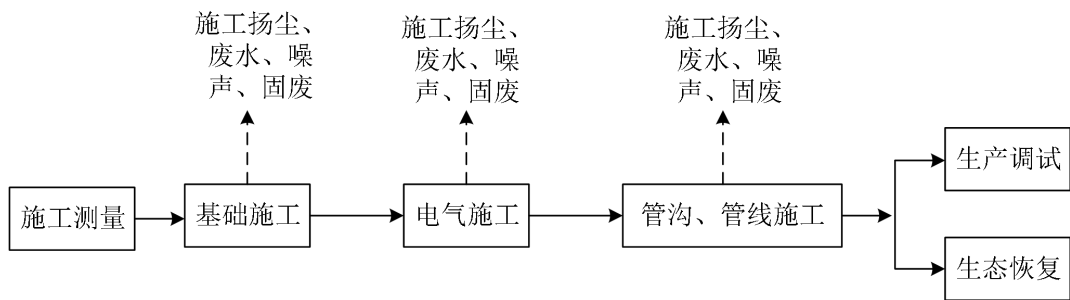 施工扬尘、
废水、噪
声、固废
施工扬尘、
废水、噪
声、固废
施工扬尘、
废水、噪
声、固废
施工测量
基础施工
电气施工
管沟、管线施工
生产调试
生态恢复